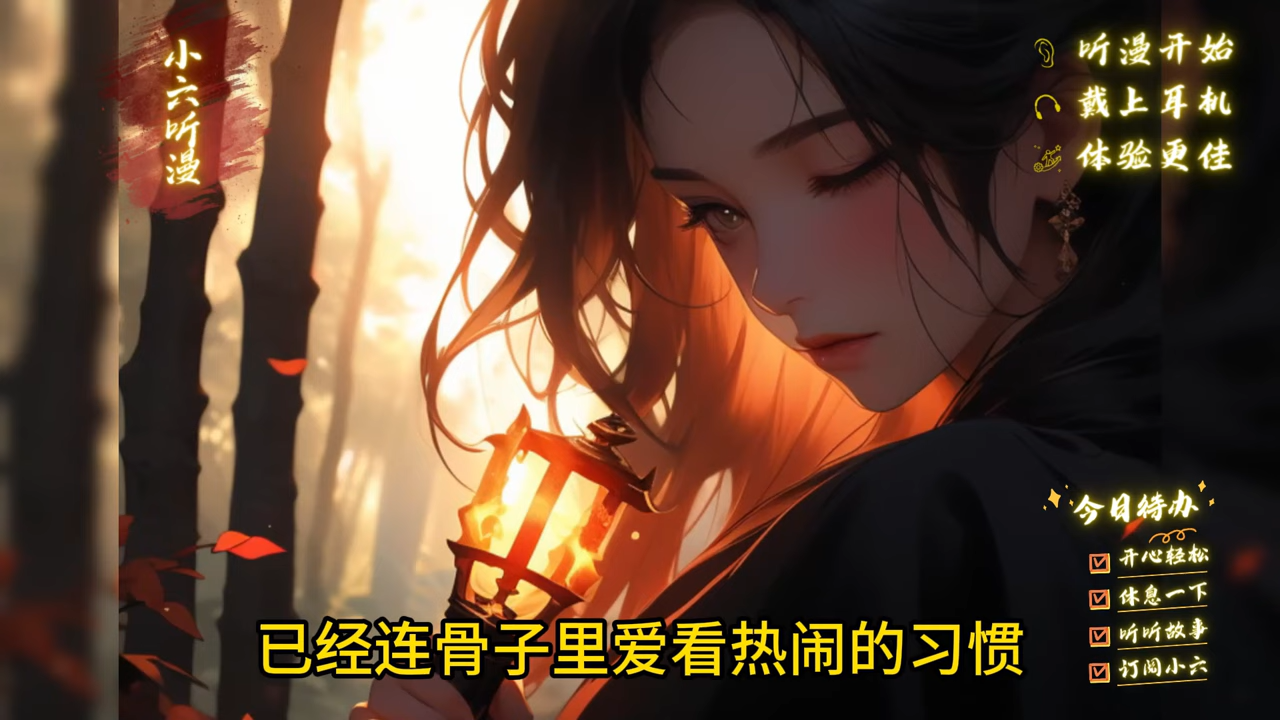 小六听漫
听漫开始
戴上耳机
体验更佳
今日待办
开心轻松
休息一下
听听故事
订阅小六
已经连骨子里爱看热闹的习惯